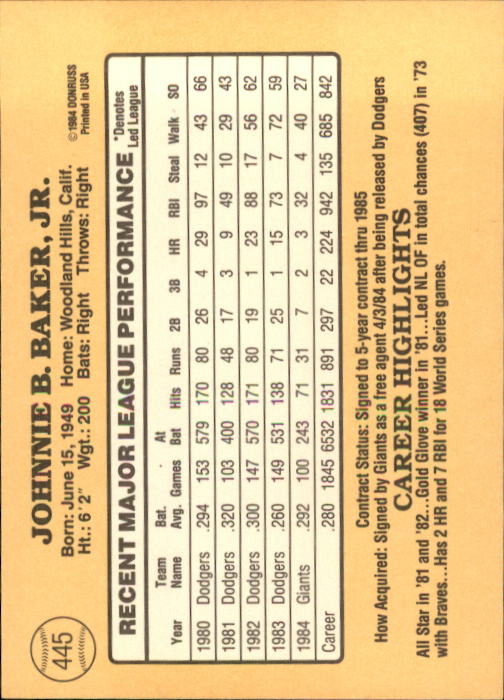 445
JOHNNIE B. BAKER, JR.
Born: June 15, 1949 Home: Woodland Hills, Calif.
Ht.: 6'2" Wgt.: 200 Bats: Right Throws: Right
©1984 DONRUSS
Printed in USA
RECENT MAJOR LEAGUE PERFORMANCE
*Denotes
Led League
Year Team Name Bat. Avg. Games At Bat Hits Runs 2B 3B HR RBI Steal Walk SO
1980 Dodgers .294 153 579 170 80 26 4 29 97 12 43 66
1981 Dodgers .320 103 400 128 48 17 3 9 49 10 29 43
1982 Dodgers .300 147 570 171 80 19 1 23 88 17 56 62
1983 Dodgers .260 149 531 138 71 25 1 15 73 7 72 59
1984 Giants .292 100 243 71 31 7 2 3 32 4 40 27
Career .280 1845 6532 1831 891 297 22 224 942 135 685 842
Contract Status: Signed to 5-year contract thru 1985
How Acquired: Signed by Giants as a free agent 4/3/84 after being released by Dodgers
CAREER HIGHLIGHTS
All Star in '81 and '82...Gold Glove winner in '81...Led NL OF in total chances (407) in '73
with Braves...Has 2 HR and 7 RBI for 18 World Series games.